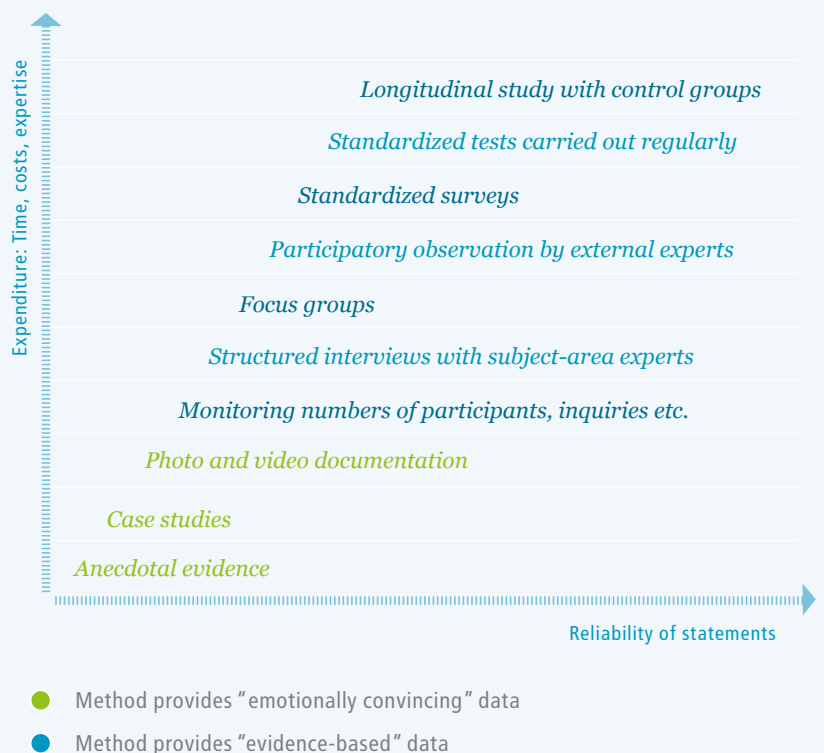 Expenditure: Time, costs, expertise
Longitudinal study with control groups
Standardized tests carried out regularly
Standardized surveys
Participatory observation by external experts
Focus groups
Structured interviews with subject-area experts
Monitoring numbers of participants, inquiries etc.
Photo and video documentation
Case studies
Anecdotal evidence
Reliability of statements
Method provides “emotionally convincing” data
Method provides “evidence-based” data